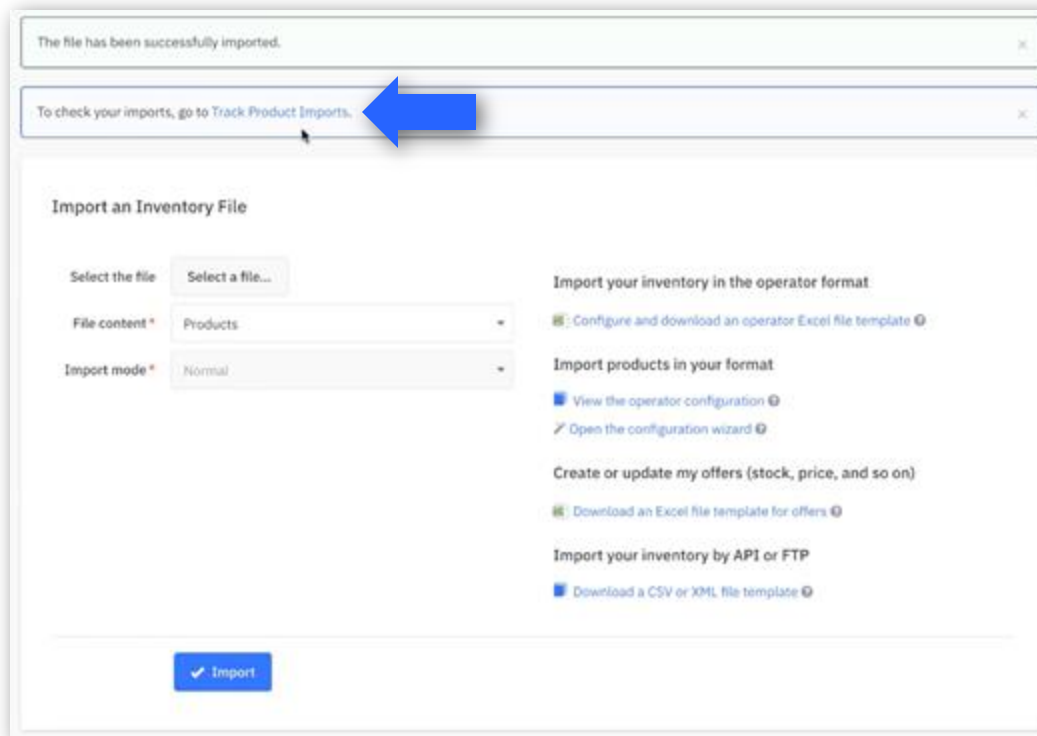 The file has been successfully imported.
To check your imports, go to Track Product Imports.
Import an Inventory File
Select the file
Select a file...
File content *
Products
Import mode *
Normal
Import your inventory in the operator format
Configure and download an operator Excel file template
Import products in your format
View the operator configuration
Open the configuration wizard
Create or update my offers (stock, price, and so on)
Download an Excel file template for offers
Import your inventory by API or FTP
Download a CSV or XML file template
Import